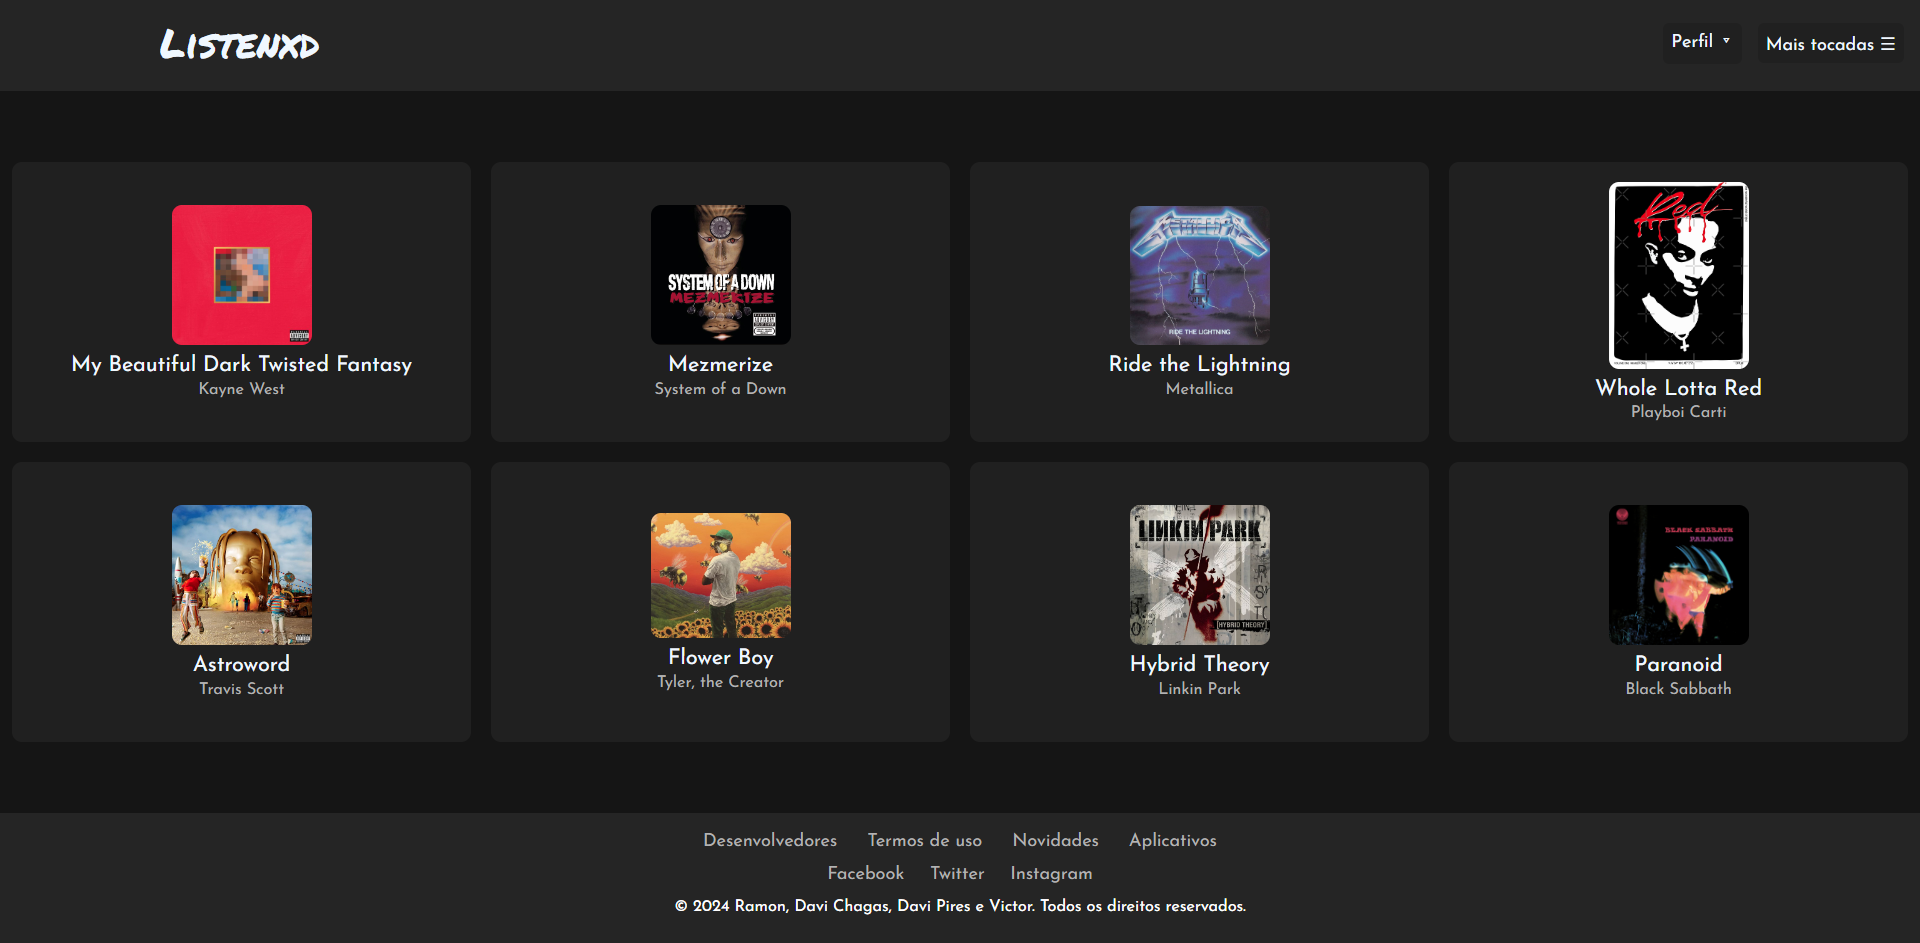 Listenxd
Perfil ▼
Mais tocadas ☰
SYSTEM OF A DOWN
MEZMERIZE
METALLICA
RIDE THE LIGHTNING
Red
My Beautiful Dark Twisted Fantasy
Kayne West
Mezmerize
System of a Down
Ride the Lightning
Metallica
Whole Lotta Red
Playboi Carti
LINKIN PARK
HYBRID THEORY
BLACK SABBATH
PARANOID
Astroword
Travis Scott
Flower Boy
Tyler, the Creator
Hybrid Theory
Linkin Park
Paranoid
Black Sabbath
Desenvolvedores Termos de uso Novidades Aplicativos
Facebook Twitter Instagram
© 2024 Ramon, Davi Chagas, Davi Pires e Victor. Todos os direitos reservados.